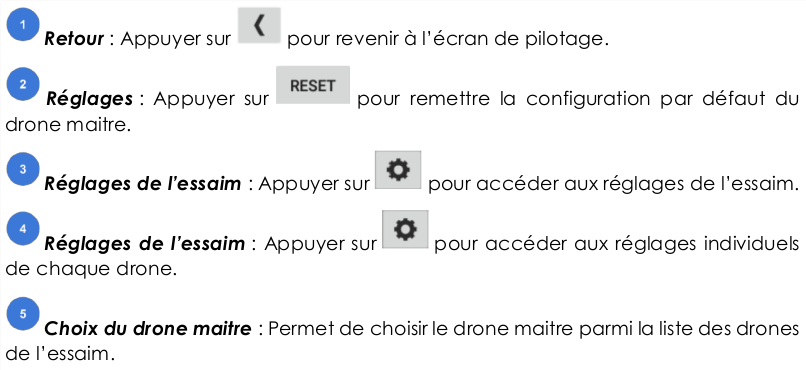 1 Retour : Appuyer sur ❮ pour revenir à l'écran de pilotage.
2 Réglages : Appuyer sur RESET pour remettre la configuration par défaut du
drone maitre.
3 Réglages de l'essaim : Appuyer sur pour accéder aux réglages de l'essaim.
4 Réglages de l'essaim : Appuyer sur pour accéder aux réglages individuels
de chaque drone.
5 Choix du drone maitre : Permet de choisir le drone maitre parmi la liste des drones
de l'essaim.